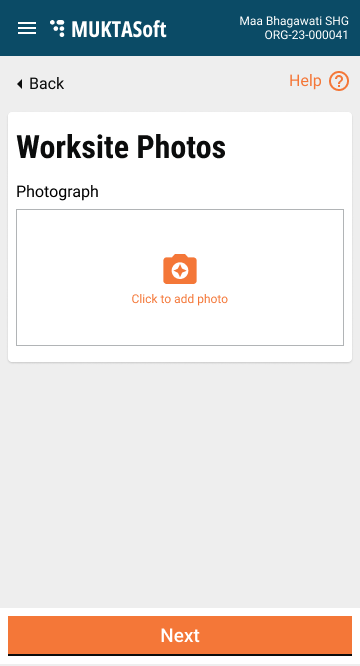 MUKTASoft
Maa Bhagawati SHG
ORG-23-000041
Back
Help
Worksite Photos
Photograph
Click to add photo
Next